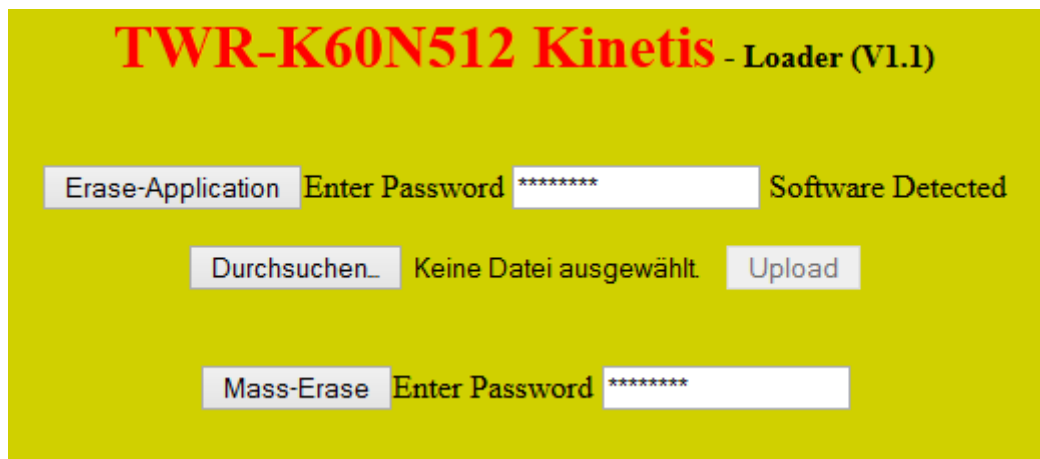 TWR-K60N512 Kinetis - Loader (V1.1)
Erase-Application Enter Password ******** Software Detected
Durchsuchen… Keine Datei ausgewählt. Upload
Mass-Erase Enter Password ********